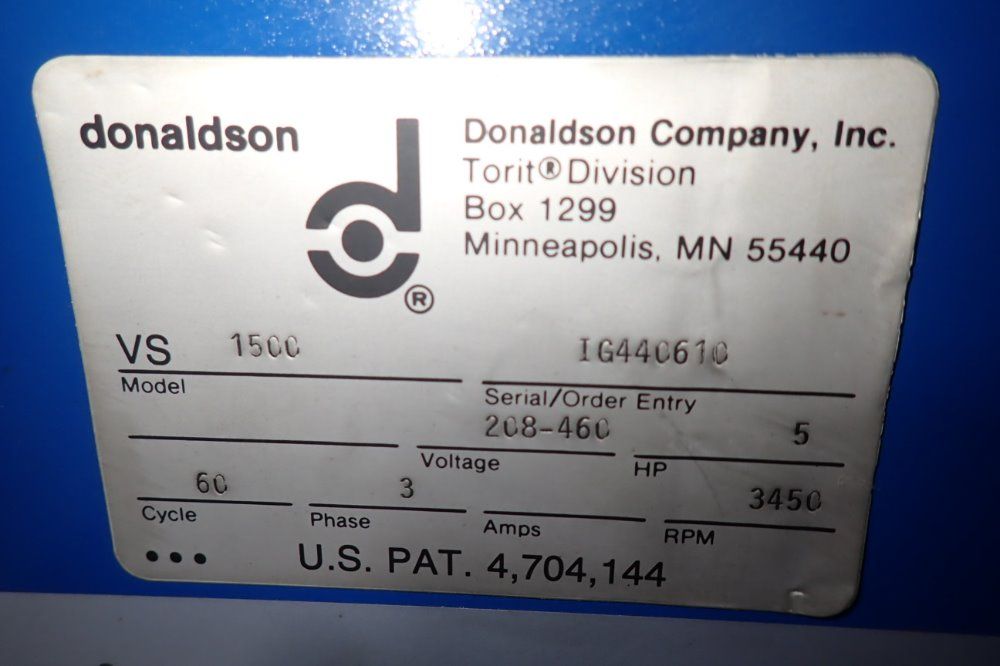 donaldson
Donaldson Company, Inc.
Torit® Division
Box 1299
Minneapolis, MN 55440
®
VS 1500
IG440610
Model
Serial/Order Entry
208-460
5
Voltage
HP
60
3
3450
Cycle
Phase
Amps
RPM
••• U.S. PAT. 4,704,144